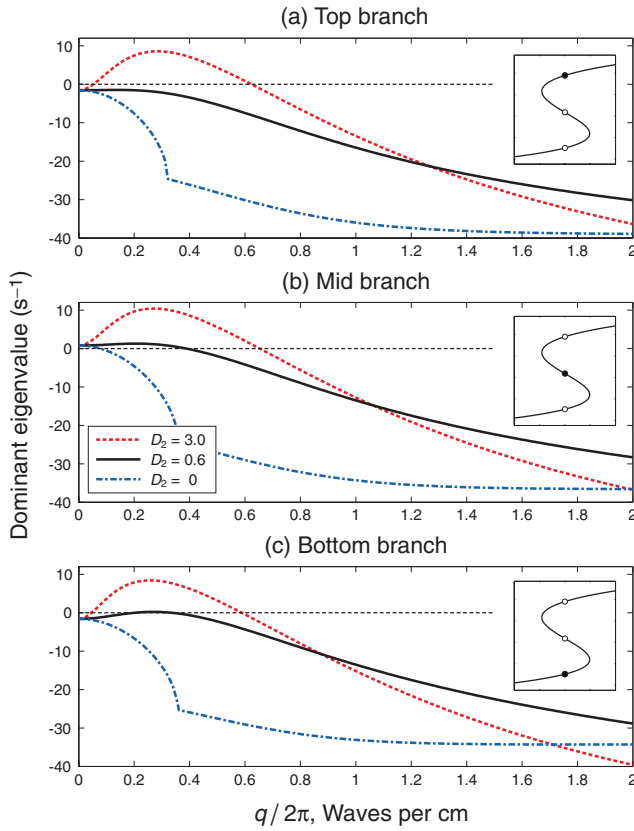 (a) Top branch
10
0
-10
-20
-30
-40
0 0.2 0.4 0.6 0.8 1 1.2 1.4 1.6 1.8 2
(b) Mid branch
10
0
-10
-20
-30
-40
D₂ = 3.0
D₂ = 0.6
D₂ = 0
0 0.2 0.4 0.6 0.8 1 1.2 1.4 1.6 1.8 2
Dominant eigenvalue (s⁻¹)
(c) Bottom branch
10
0
-10
-20
-30
-40
0 0.2 0.4 0.6 0.8 1 1.2 1.4 1.6 1.8 2
q / 2π, Waves per cm